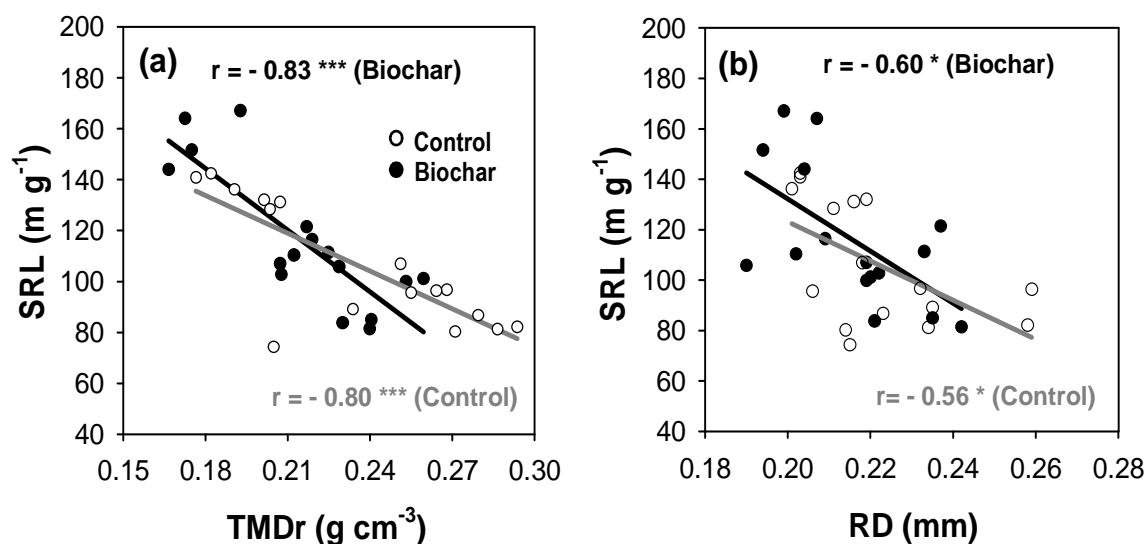 (a)
r = - 0.83 *** (Biochar)
Control
Biochar
r = - 0.80 *** (Control)
SRL (m g⁻¹)
200
180
160
140
120
100
80
60
40
0.15 0.18 0.21 0.24 0.27 0.30
TMDr (g cm⁻³)
(b)
r = - 0.60 * (Biochar)
r= - 0.56 * (Control)
SRL (m g⁻¹)
200
180
160
140
120
100
80
60
40
0.18 0.20 0.22 0.24 0.26 0.28
RD (mm)